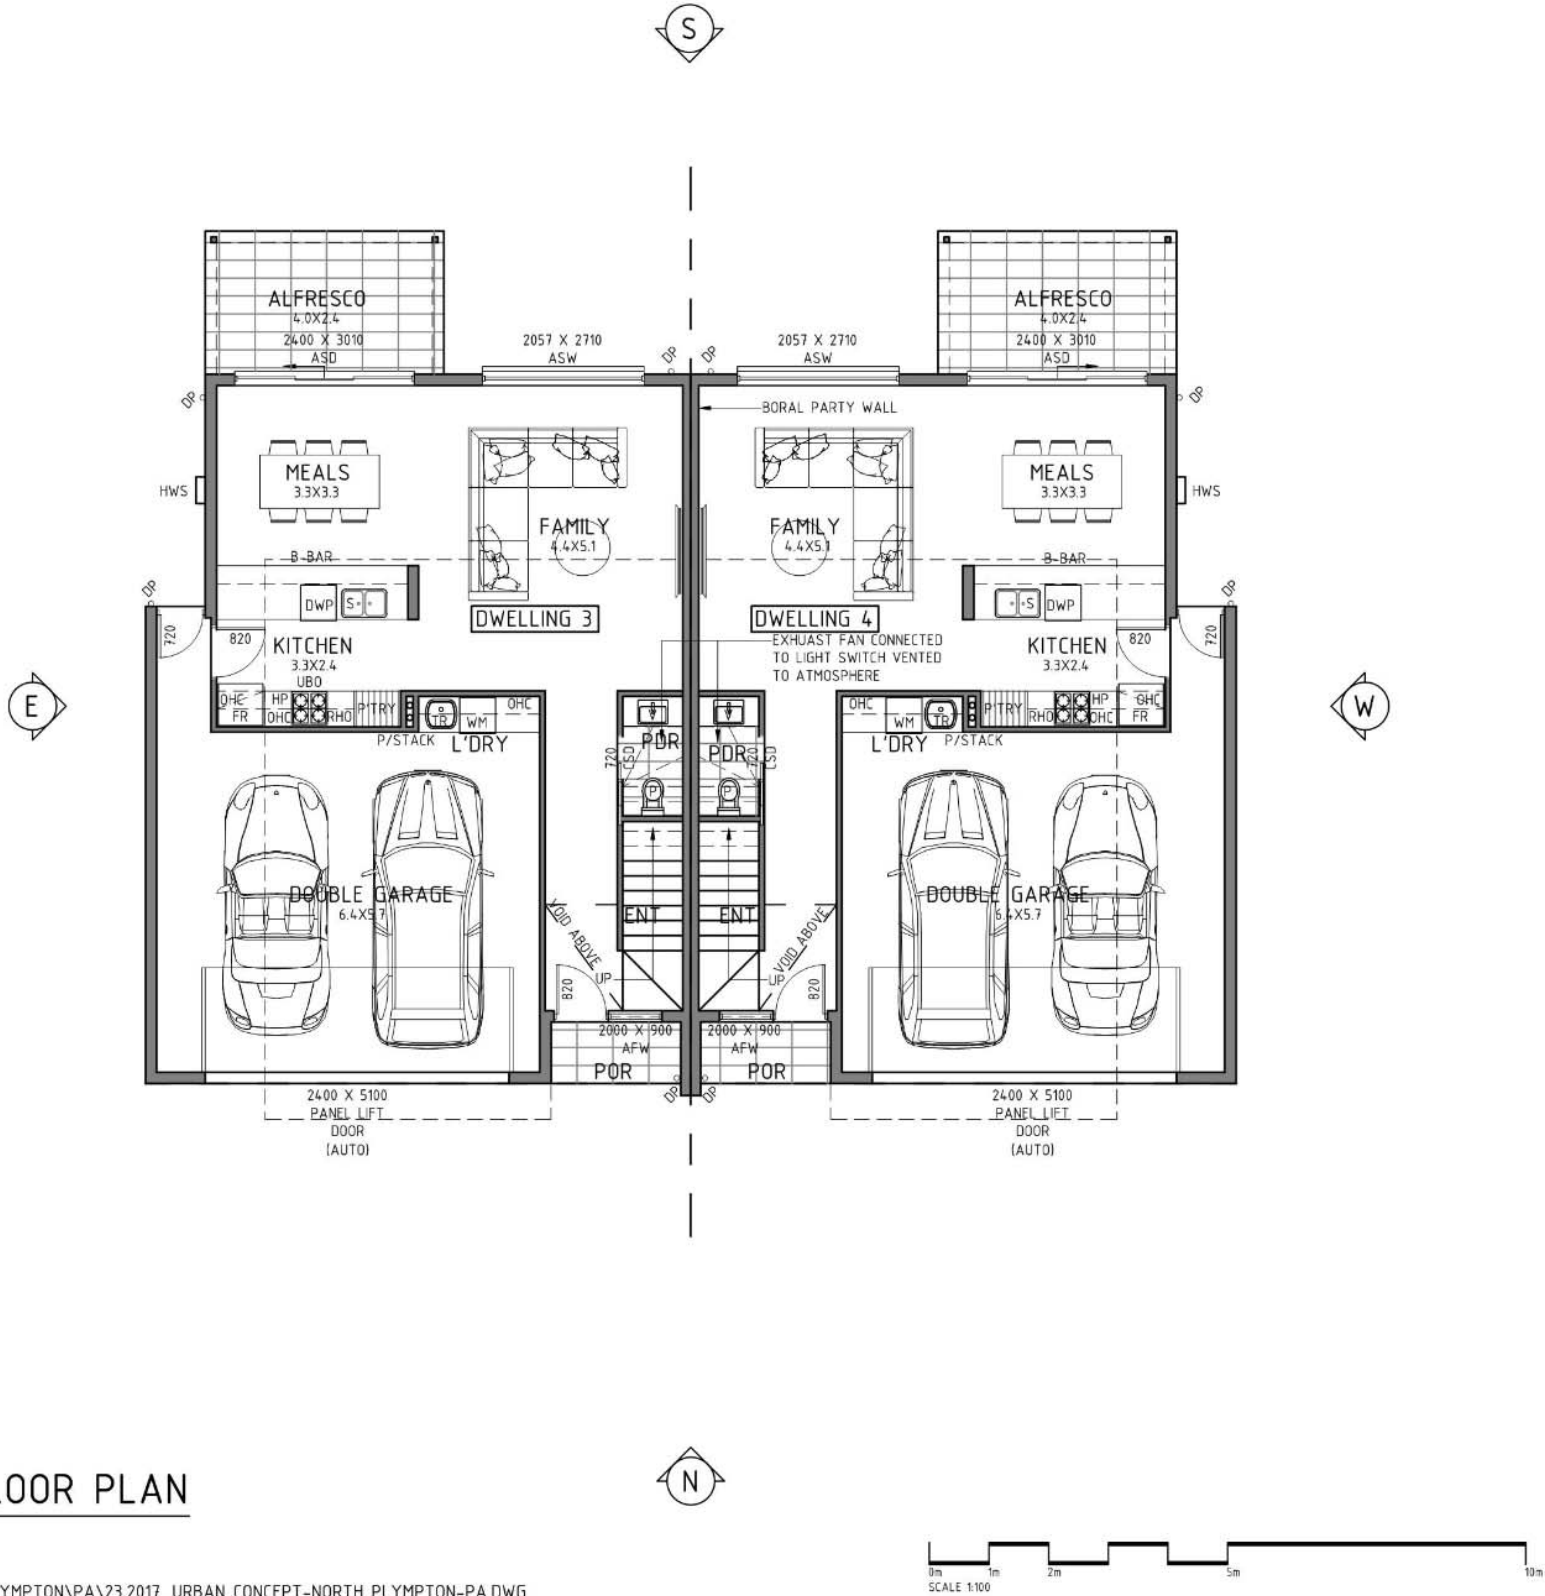 S
ALFRESCO
4.0X2.4
2400 X 3010
ASD
2057 X 2710
ASW
DP
DP
2057 X 2710
ASW
ALFRESCO
4.0X2.4
2400 X 3010
ASD
DP
DP
BORAL PARTY WALL
MEALS
3.3X3.3
HWS
FAMILY
4.4X5.1
FAMILY
4.4X5.1
MEALS
3.3X3.3
HWS
B-BAR
B-BAR
DP
DP
DWP
S
DWELLING 3
DWELLING 4
S
DWP
720
820
KITCHEN
3.3X2.4
UBO
EXHUAST FAN CONNECTED
TO LIGHT SWITCH VENTED
TO ATMOSPHERE
KITCHEN
3.3X2.4
820
720
E
W
OHC
FR
HP
OHC
RHO
P'TRY
TR
WM
OHC
P/STACK
L'DRY
720
CSD
PDR
P
PDR
P
720
CSD
OHC
WM
TR
L'DRY
P/STACK
P'TRY
RHO
HP
OHC
OHC
FR
DOUBLE GARAGE
6.4X5.7
VOID ABOVE
ENT
ENT
VOID ABOVE
DOUBLE GARAGE
6.4X5.7
820
UP
UP
820
2000 X 900
AFW
POR
2000 X 900
AFW
POR
DP
DP
2400 X 5100
PANEL LIFT
DOOR
(AUTO)
2400 X 5100
PANEL LIFT
DOOR
(AUTO)
N
OOR PLAN
0m
1m
2m
5m
10m
SCALE 1:100
YMPTON\PA\23.2017_URBAN CONCEPT-NORTH PLYMPTON-PA.DWG